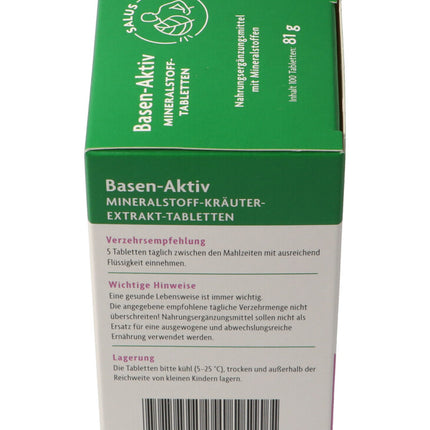 SALUS
Basen-Aktiv
MINERALSTOFF-
TABLETTEN
Nahrungsergänzungsmittel
mit Mineralstoffen
Inhalt 100 Tabletten: 81 g
Basen-Aktiv
MINERALSTOFF-KRÄUTER-
EXTRAKT-TABLETTEN
Verzehrsempfehlung
5 Tabletten täglich zwischen den Mahlzeiten mit ausreichend
Flüssigkeit einnehmen.
Wichtige Hinweise
Eine gesunde Lebensweise ist immer wichtig.
Die angegebene empfohlene tägliche Verzehrmenge nicht
überschreiten! Nahrungsergänzungsmittel sollen nicht als
Ersatz für eine ausgewogene und abwechslungsreiche
Ernährung verwendet werden.
Lagerung
Die Tabletten bitte kühl (5–25 °C), trocken und außerhalb der
Reichweite von kleinen Kindern lagern.